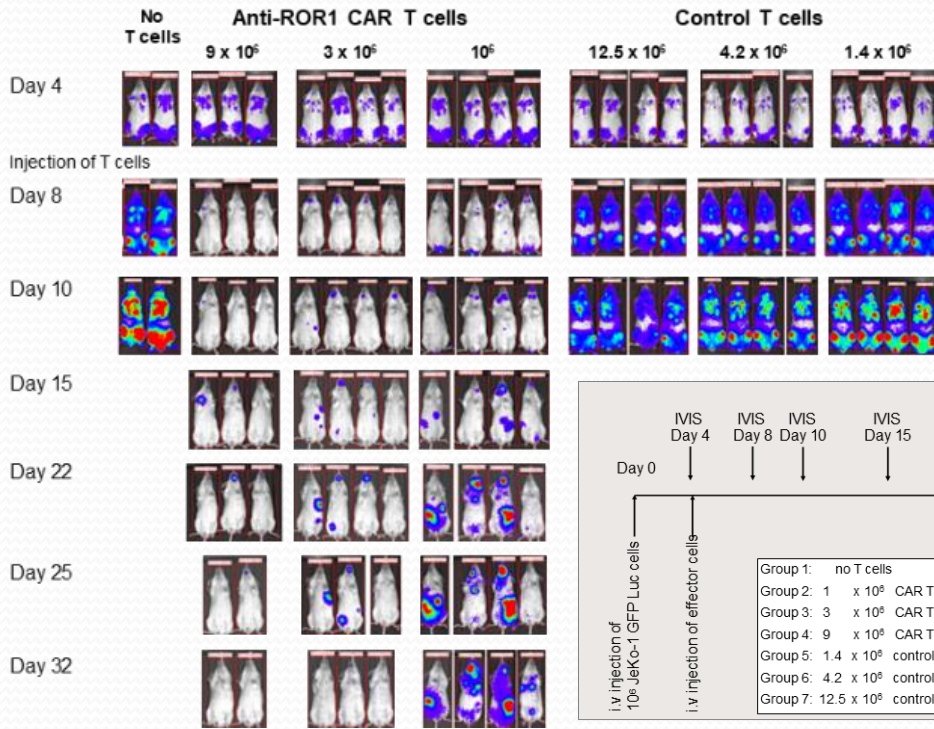 No
T cells
Anti-ROR1 CAR T cells
Control T cells
9 x 10⁶
3 x 10⁶
10⁶
12.5 x 10⁶
4.2 x 10⁶
1.4 x 10⁶
Day 4
Injection of T cells
Day 8
Day 10
Day 15
Day 22
Day 25
Day 32
IVIS
Day 4
IVIS
Day 8
IVIS
Day 10
IVIS
Day 15
Day 0
i.v injection of
10⁶ JeKo-1 GFP Luc cells
i.v injection of effector cells
Group 1: no T cells
Group 2: 1 x 10⁶ CAR T
Group 3: 3 x 10⁶ CAR T
Group 4: 9 x 10⁶ CAR T
Group 5: 1.4 x 10⁶ control
Group 6: 4.2 x 10⁶ control
Group 7: 12.5 x 10⁶ control